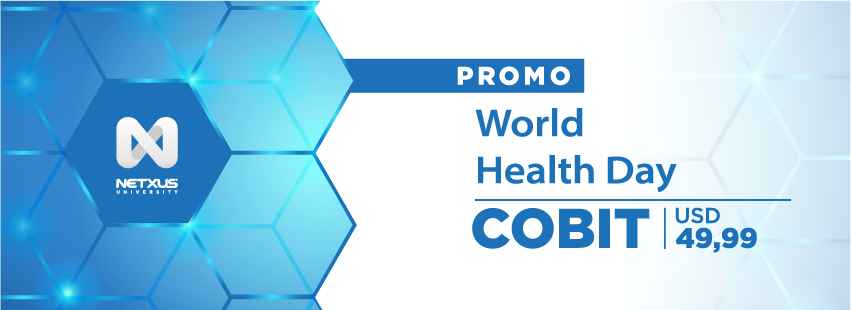 NETXUS
UNIVERSITY
PROMO
World
Health Day
COBIT
USD
49,99